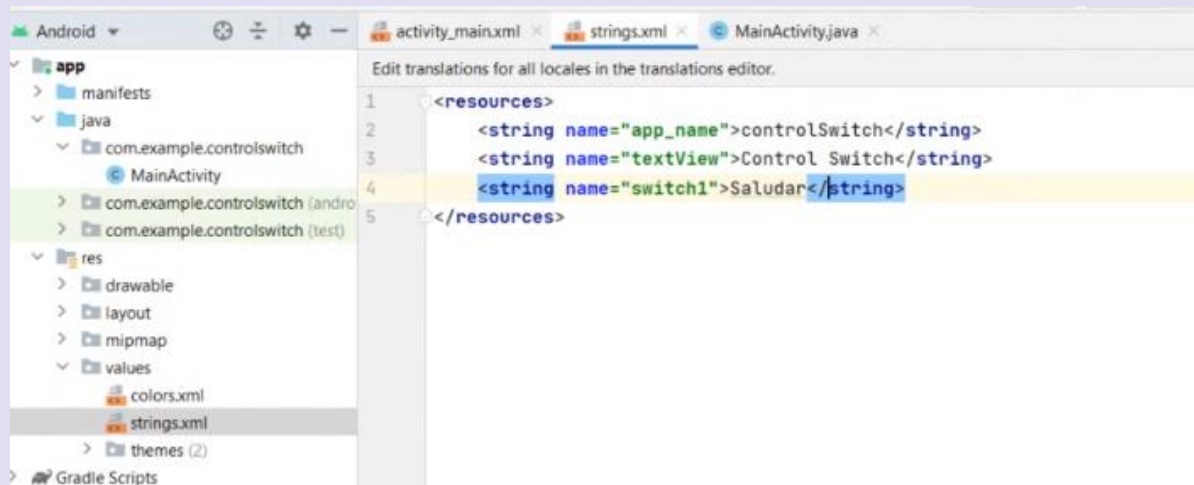 Android
activity_main.xml
strings.xml
MainActivity.java
app
manifests
java
com.example.controlswitch
MainActivity
com.example.controlswitch (andro
com.example.controlswitch (test)
res
drawable
layout
mipmap
values
colors.xml
strings.xml
themes (2)
Gradle Scripts
Edit translations for all locales in the translations editor.
1 <resources>
2 <string name="app_name">controlSwitch</string>
3 <string name="textView">Control Switch</string>
4 <string name="switch1">Saludar</string>
5 </resources>